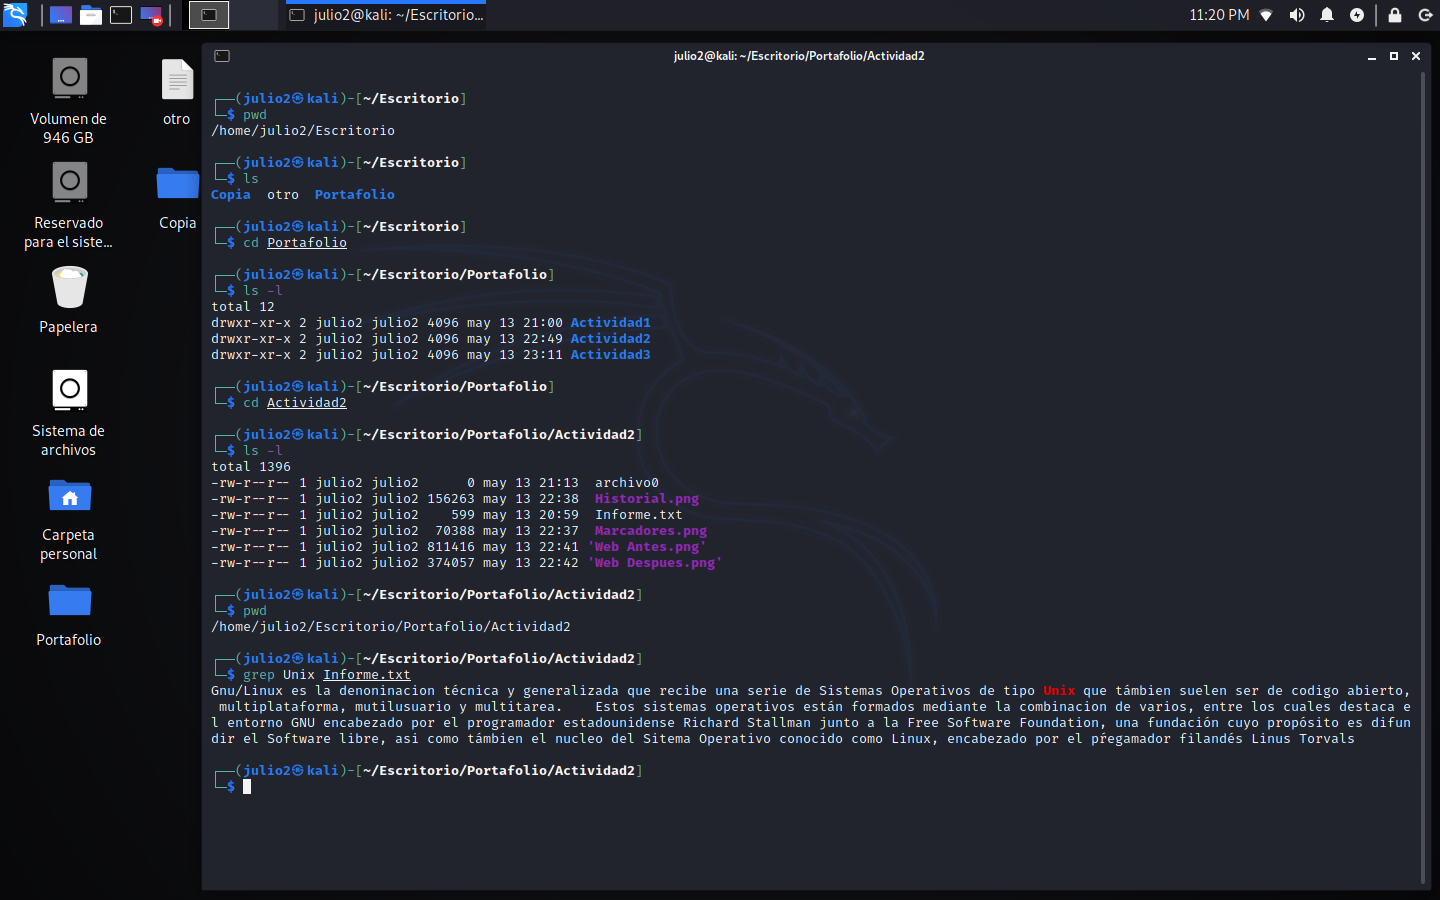 11:20 PM
julio2@kali: ~/Escritorio...
julio2@kali: ~/Escritorio/Portafolio/Actividad2
Volumen de
946 GB
otro
Reservado
para el siste...
Copia
Papelera
Sistema de
archivos
Carpeta
personal
Portafolio
┌──(julio2㉿kali)-[~/Escritorio]
└─$ pwd
/home/julio2/Escritorio
┌──(julio2㉿kali)-[~/Escritorio]
└─$ ls
Copia  otro  Portafolio
┌──(julio2㉿kali)-[~/Escritorio]
└─$ cd Portafolio
┌──(julio2㉿kali)-[~/Escritorio/Portafolio]
└─$ ls -l
total 12
drwxr-xr-x 2 julio2 julio2 4096 may 13 21:00 Actividad1
drwxr-xr-x 2 julio2 julio2 4096 may 13 22:49 Actividad2
drwxr-xr-x 2 julio2 julio2 4096 may 13 23:11 Actividad3
┌──(julio2㉿kali)-[~/Escritorio/Portafolio]
└─$ cd Actividad2
┌──(julio2㉿kali)-[~/Escritorio/Portafolio/Actividad2]
└─$ ls -l
total 1396
-rw-r--r-- 1 julio2 julio2      0 may 13 21:13  archivo0
-rw-r--r-- 1 julio2 julio2 156263 may 13 22:38  Historial.png
-rw-r--r-- 1 julio2 julio2    599 may 13 20:59  Informe.txt
-rw-r--r-- 1 julio2 julio2  70388 may 13 22:37  Marcadores.png
-rw-r--r-- 1 julio2 julio2 811416 may 13 22:41 'Web Antes.png'
-rw-r--r-- 1 julio2 julio2 374057 may 13 22:42 'Web Despues.png'
┌──(julio2㉿kali)-[~/Escritorio/Portafolio/Actividad2]
└─$ pwd
/home/julio2/Escritorio/Portafolio/Actividad2
┌──(julio2㉿kali)-[~/Escritorio/Portafolio/Actividad2]
└─$ grep Unix Informe.txt
Gnu/Linux es la denoninacion técnica y generalizada que recibe una serie de Sistemas Operativos de tipo Unix que támbien suelen ser de codigo abierto,
 multiplataforma, mutilusuario y multitarea.    Estos sistemas operativos están formados mediante la combinacion de varios, entre los cuales destaca e
l entorno GNU encabezado por el programador estadounidense Richard Stallman junto a la Free Software Foundation, una fundación cuyo propósito es difun
dir el Software libre, asi como támbien el nucleo del Sitema Operativo conocido como Linux, encabezado por el pŕegamador filandés Linus Torvals
┌──(julio2㉿kali)-[~/Escritorio/Portafolio/Actividad2]
└─$